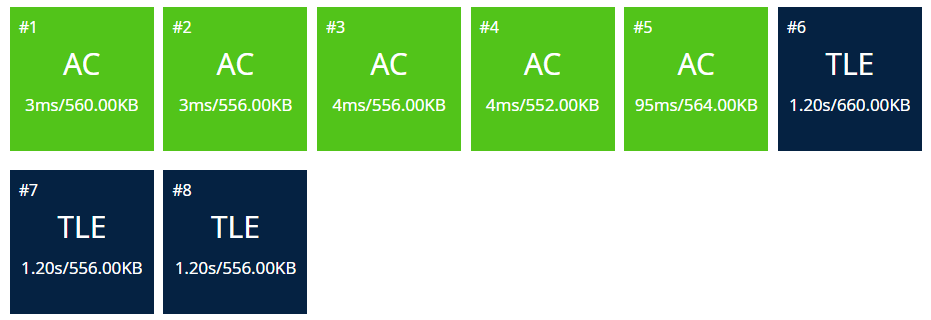 #1 #2 #3 #4 #5 #6
AC AC AC AC AC TLE
3ms/560.00KB 3ms/556.00KB 4ms/556.00KB 4ms/552.00KB 95ms/564.00KB 1.20s/660.00KB
#7 #8
TLE TLE
1.20s/556.00KB 1.20s/556.00KB